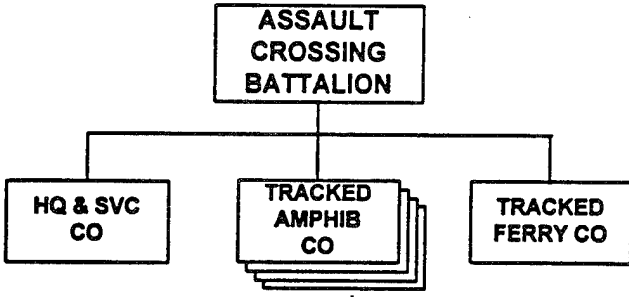 ASSAULT
CROSSING
BATTALION
HQ & SVC
CO
TRACKED
AMPHIB
CO
TRACKED
FERRY CO